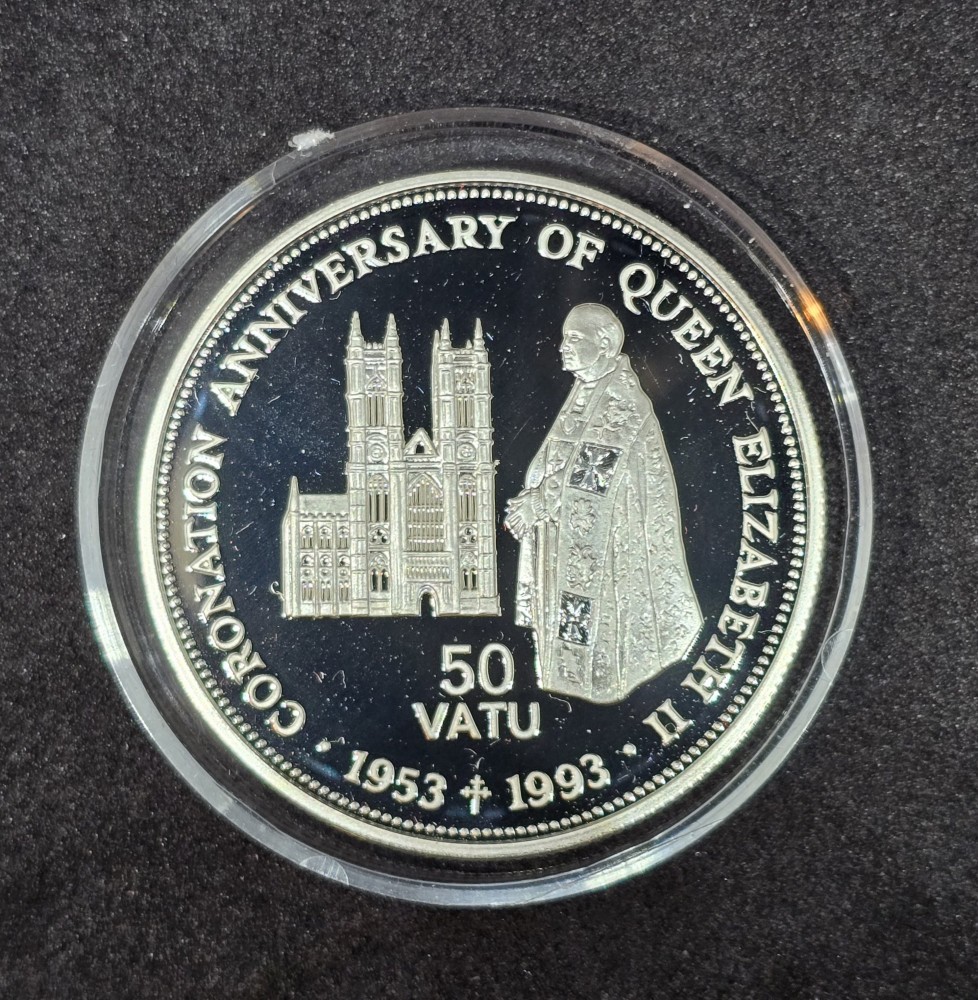 CORONATION ANNIVERSARY OF QUEEN ELIZABETH II
50
VATU
• 1953 ‡ 1993 •